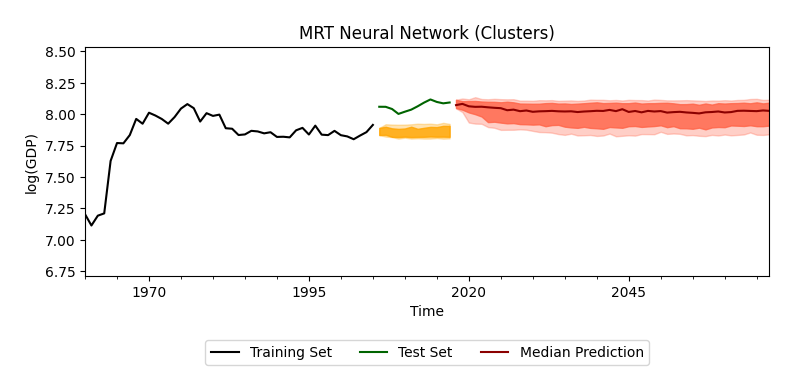 MRT Neural Network (Clusters)
8.50
8.25
8.00
7.75
7.50
7.25
7.00
6.75
log(GDP)
1970 1995 2020 2045
Time
Training Set Test Set Median Prediction